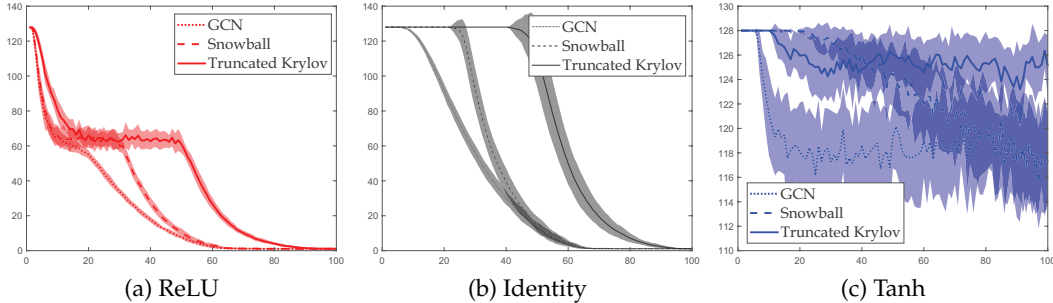 140
120
100
80
60
40
20
0
0 20 40 60 80 100
GCN
Snowball
Truncated Krylov
(a) ReLU
140
120
100
80
60
40
20
0
0 20 40 60 80 100
GCN
Snowball
Truncated Krylov
(b) Identity
130
128
126
124
122
120
118
116
114
112
110
0 20 40 60 80 100
GCN
Snowball
Truncated Krylov
(c) Tanh